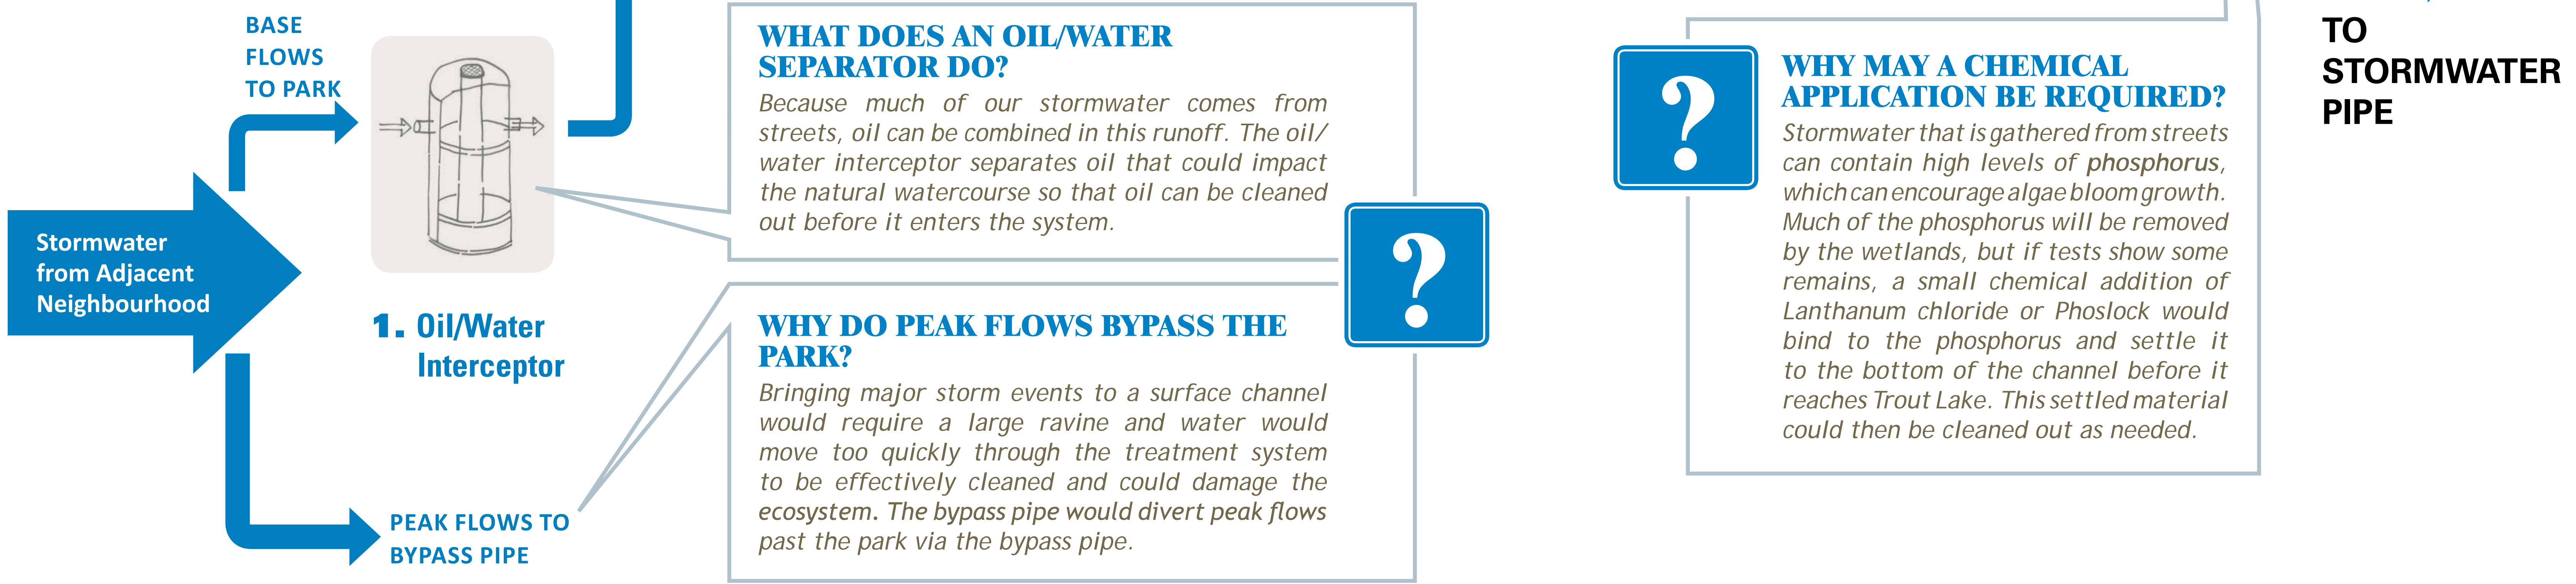 BASE
FLOWS
TO PARK
Stormwater
from Adjacent
Neighbourhood
1. Oil/Water
Interceptor
PEAK FLOWS TO
BYPASS PIPE
WHAT DOES AN OIL/WATER
SEPARATOR DO?
Because much of our stormwater comes from
streets, oil can be combined in this runoff. The oil/
water interceptor separates oil that could impact
the natural watercourse so that oil can be cleaned
out before it enters the system.
?
WHY DO PEAK FLOWS BYPASS THE
PARK?
Bringing major storm events to a surface channel
would require a large ravine and water would
move too quickly through the treatment system
to be effectively cleaned and could damage the
ecosystem. The bypass pipe would divert peak flows
past the park via the bypass pipe.
?
WHY MAY A CHEMICAL
APPLICATION BE REQUIRED?
Stormwater that is gathered from streets
can contain high levels of phosphorus,
which can encourage algae bloom growth.
Much of the phosphorus will be removed
by the wetlands, but if tests show some
remains, a small chemical addition of
Lanthanum chloride or Phoslock would
bind to the phosphorus and settle it
to the bottom of the channel before it
reaches Trout Lake. This settled material
could then be cleaned out as needed.
TO
STORMWATER
PIPE